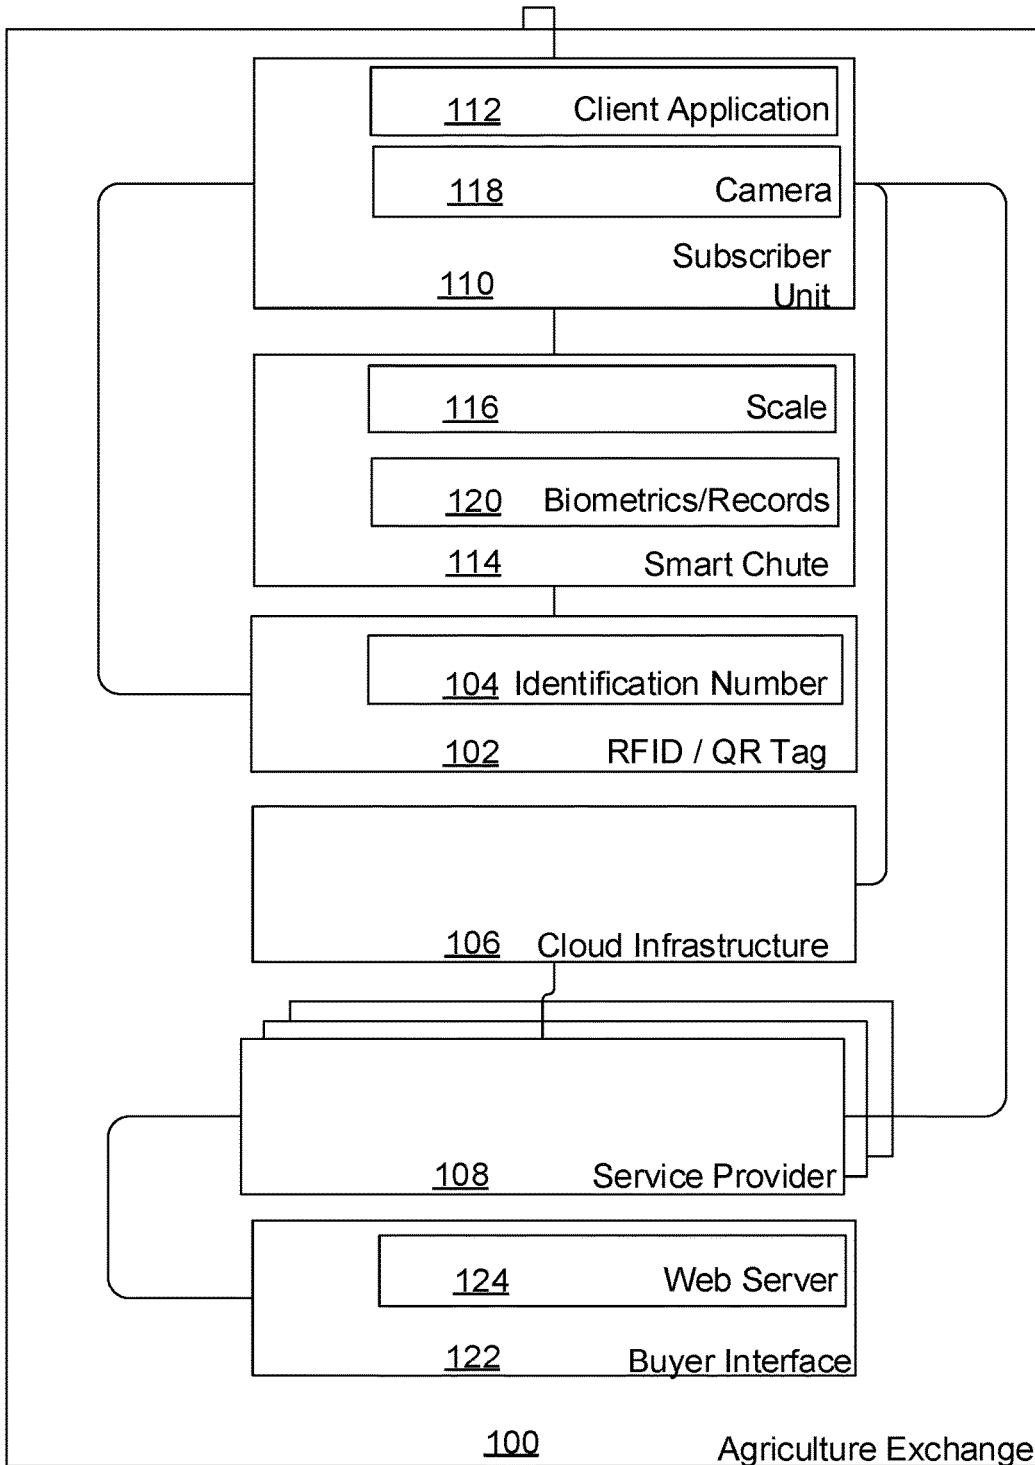 112 Client Application
118 Camera
Subscriber
110 Unit
116 Scale
120 Biometrics/Records
114 Smart Chute
104 Identification Number
102 RFID / QR Tag
106 Cloud Infrastructure
108 Service Provider
124 Web Server
122 Buyer Interface
100 Agriculture Exchange